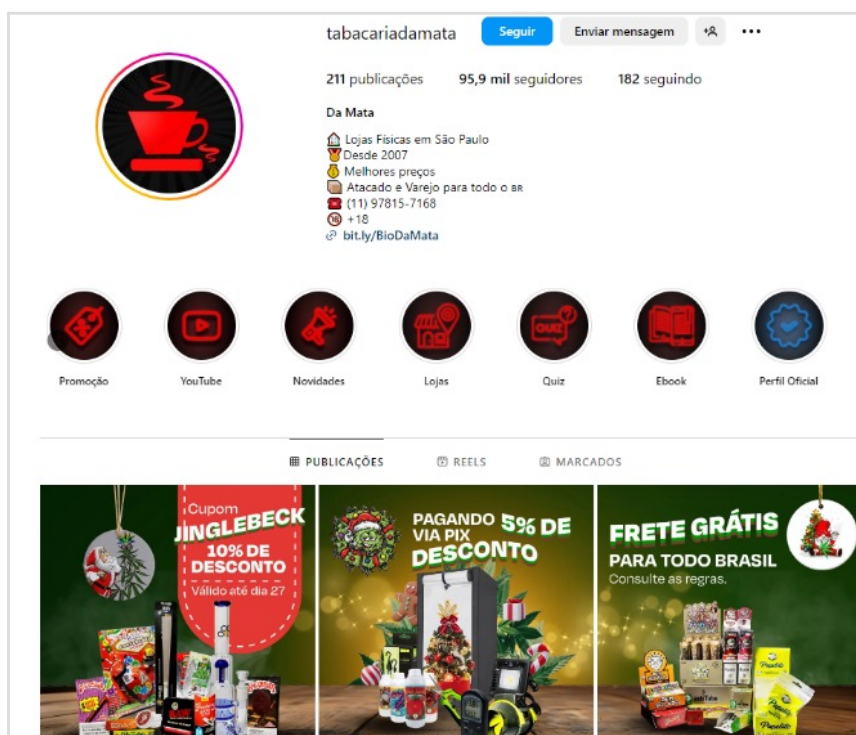 tabacariadamata Seguir Enviar mensagem
211 publicações 95,9 mil seguidores 182 seguindo
Da Mata
Lojas Físicas em São Paulo
Desde 2007
Melhores preços
Atacado e Varejo para todo o BR
(11) 97815-7168
+18
bit.ly/BioDaMata
Promoção YouTube Novidades Lojas Quiz Ebook Perfil Oficial
QUIZ
PUBLICAÇÕES REELS MARCADOS
Cupom
JINGLEBECK
10% DE
DESCONTO
Válido até dia 27
PAGANDO 5% DE
VIA PIX
DESCONTO
FRETE GRÁTIS
PARA TODO BRASIL
Consulte as regras.
RAW